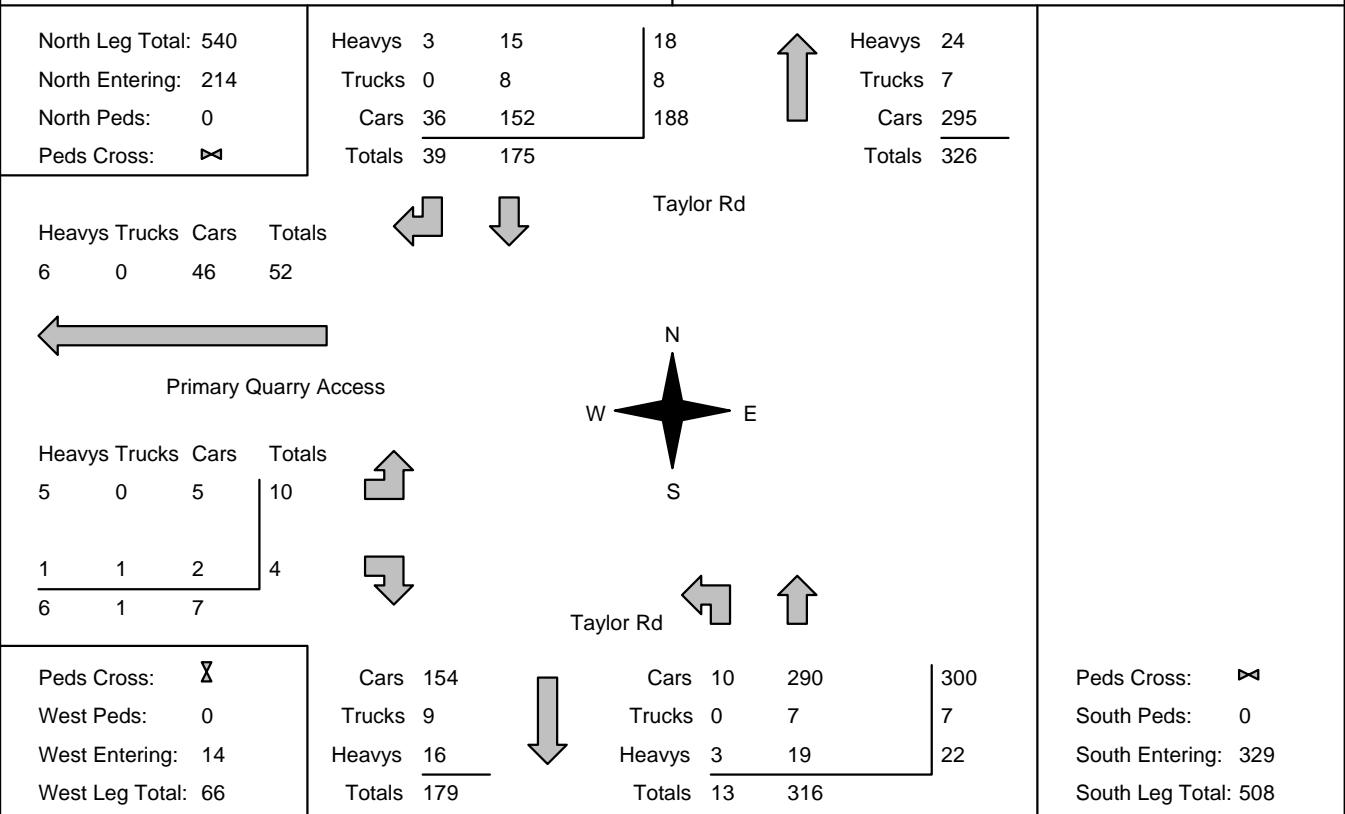 North Leg Total: 540 Heavys 3 15 18 Heavys 24
North Entering: 214 Trucks 0 8 8 Trucks 7
North Peds: 0 Cars 36 152 188 Cars 295
Peds Cross: ⋈ Totals 39 175 Totals 326
Taylor Rd
Heavys Trucks Cars Totals
6 0 46 52
N
Primary Quarry Access
W E
Heavys Trucks Cars Totals
5 0 5 10
S
1 1 2 4
6 1 7
Taylor Rd
Peds Cross: ⧖ Cars 154 Cars 10 290 300 Peds Cross: ⋈
West Peds: 0 Trucks 9 Trucks 0 7 7 South Peds: 0
West Entering: 14 Heavys 16 Heavys 3 19 22 South Entering: 329
West Leg Total: 66 Totals 179 Totals 13 316 South Leg Total: 508